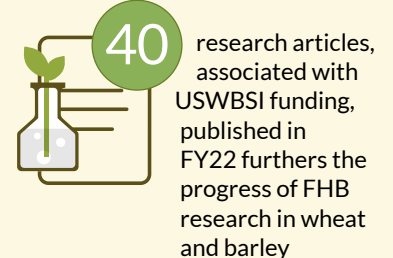 40
research articles,
associated with
USWBSI funding,
published in
FY22 furthers the
progress of FHB
research in wheat
and barley